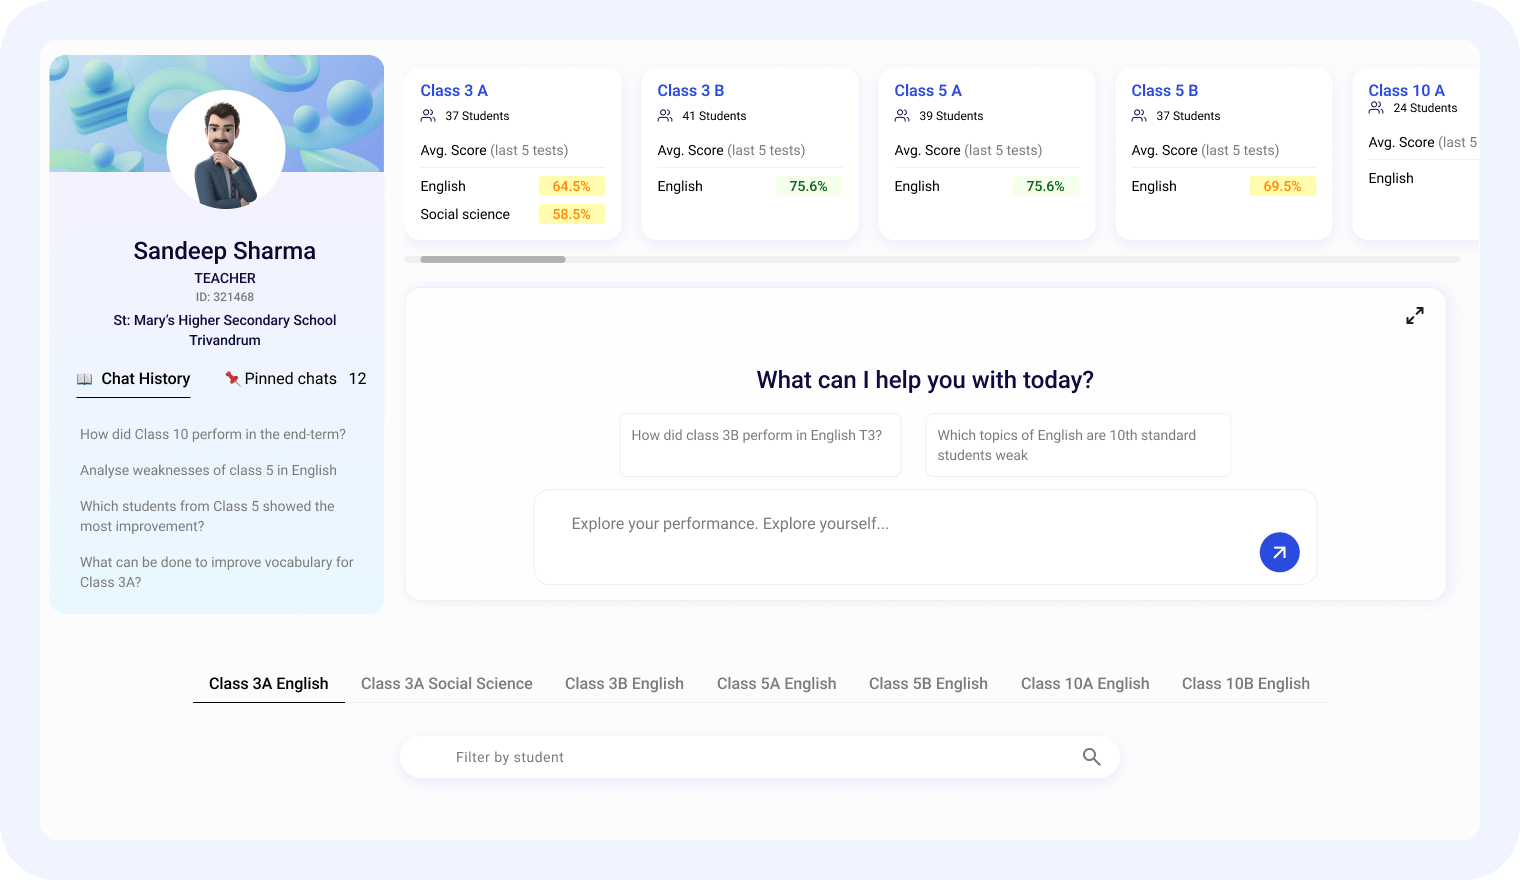 Sandeep Sharma
TEACHER
ID: 321468
St: Mary’s Higher Secondary School
Trivandrum
Chat History
Pinned chats 12
How did Class 10 perform in the end-term?
Analyse weaknesses of class 5 in English
Which students from Class 5 showed the
most improvement?
What can be done to improve vocabulary for
Class 3A?
Class 3 A
37 Students
Avg. Score (last 5 tests)
English 64.5%
Social science 58.5%
Class 3 B
41 Students
Avg. Score (last 5 tests)
English 75.6%
Class 5 A
39 Students
Avg. Score (last 5 tests)
English 75.6%
Class 5 B
37 Students
Avg. Score (last 5 tests)
English 69.5%
Class 10 A
24 Students
Avg. Score (last 5
English
What can I help you with today?
How did class 3B perform in English T3?
Which topics of English are 10th standard
students weak
Explore your performance. Explore yourself...
Class 3A English
Class 3A Social Science
Class 3B English
Class 5A English
Class 5B English
Class 10A English
Class 10B English
Filter by student